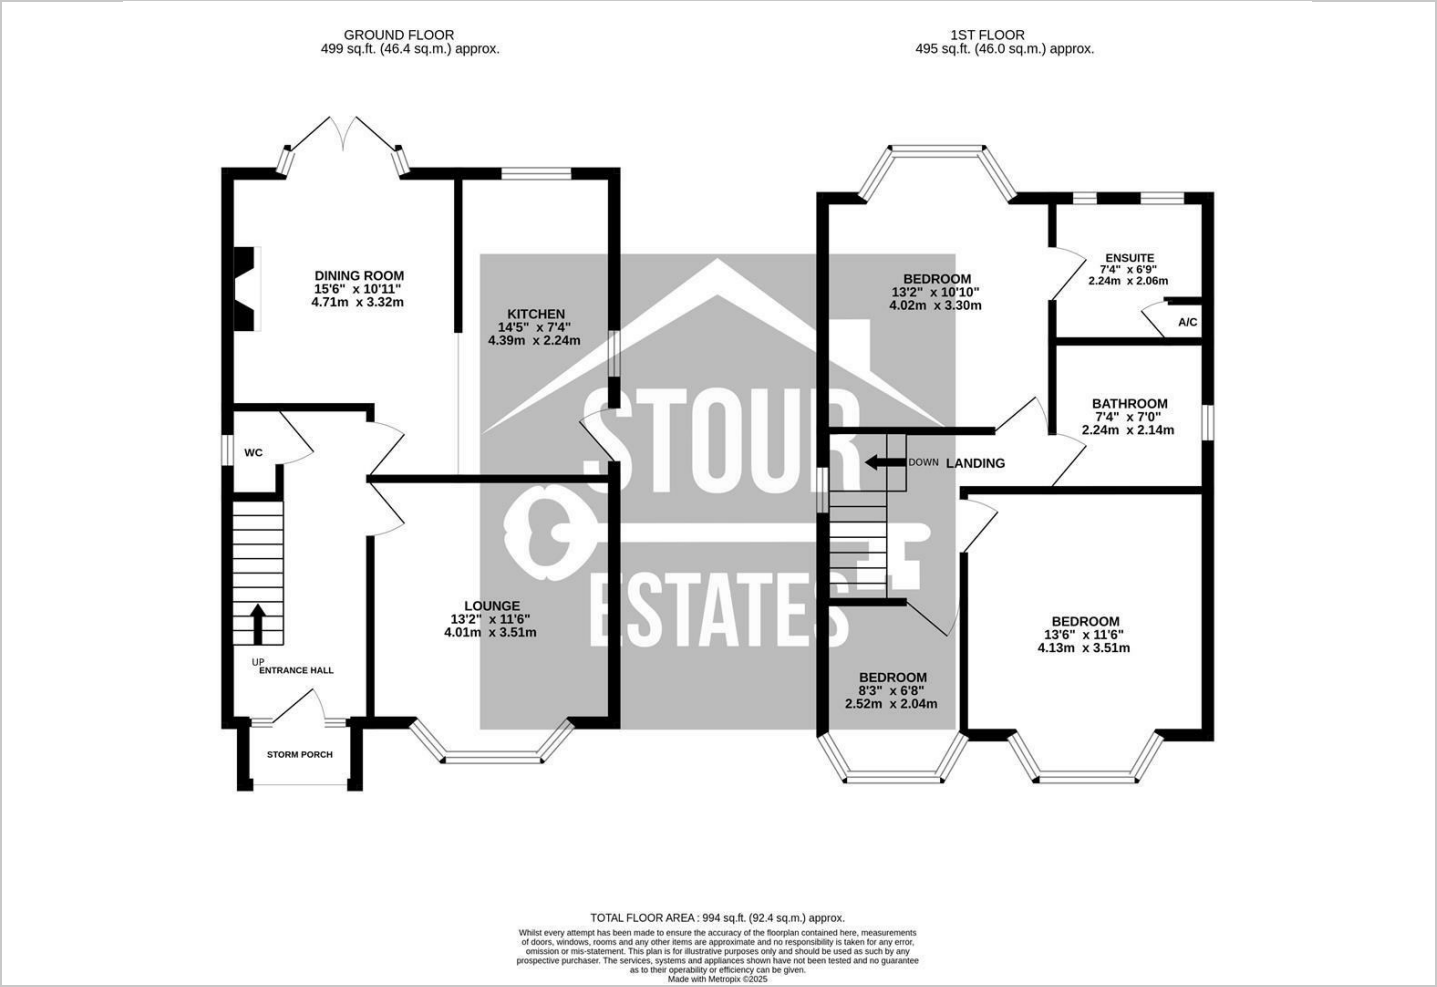 GROUND FLOOR
499 sq.ft. (46.4 sq.m.) approx.
1ST FLOOR
495 sq.ft. (46.0 sq.m.) approx.
DINING ROOM
15'6" x 10'11"
4.71m x 3.32m
KITCHEN
14'5" x 7'4"
4.39m x 2.24m
WC
LOUNGE
13'2" x 11'6"
4.01m x 3.51m
UP
ENTRANCE HALL
STORM PORCH
BEDROOM
13'2" x 10'10"
4.02m x 3.30m
ENSUITE
7'4" x 6'9"
2.24m x 2.06m
A/C
BATHROOM
7'4" x 7'0"
2.24m x 2.14m
DOWN LANDING
BEDROOM
13'6" x 11'6"
4.13m x 3.51m
BEDROOM
8'3" x 6'8"
2.52m x 2.04m
STOUR
ESTATES
TOTAL FLOOR AREA : 994 sq.ft. (92.4 sq.m.) approx.
Whilst every attempt has been made to ensure the accuracy of the floorplan contained here, measurements
of doors, windows, rooms and any other items are approximate and no responsibility is taken for any error,
omission or mis-statement. This plan is for illustrative purposes only and should be used as such by any
prospective purchaser. The services, systems and appliances shown have not been tested and no guarantee
as to their operability or efficiency can be given.
Made with Metropix ©2025